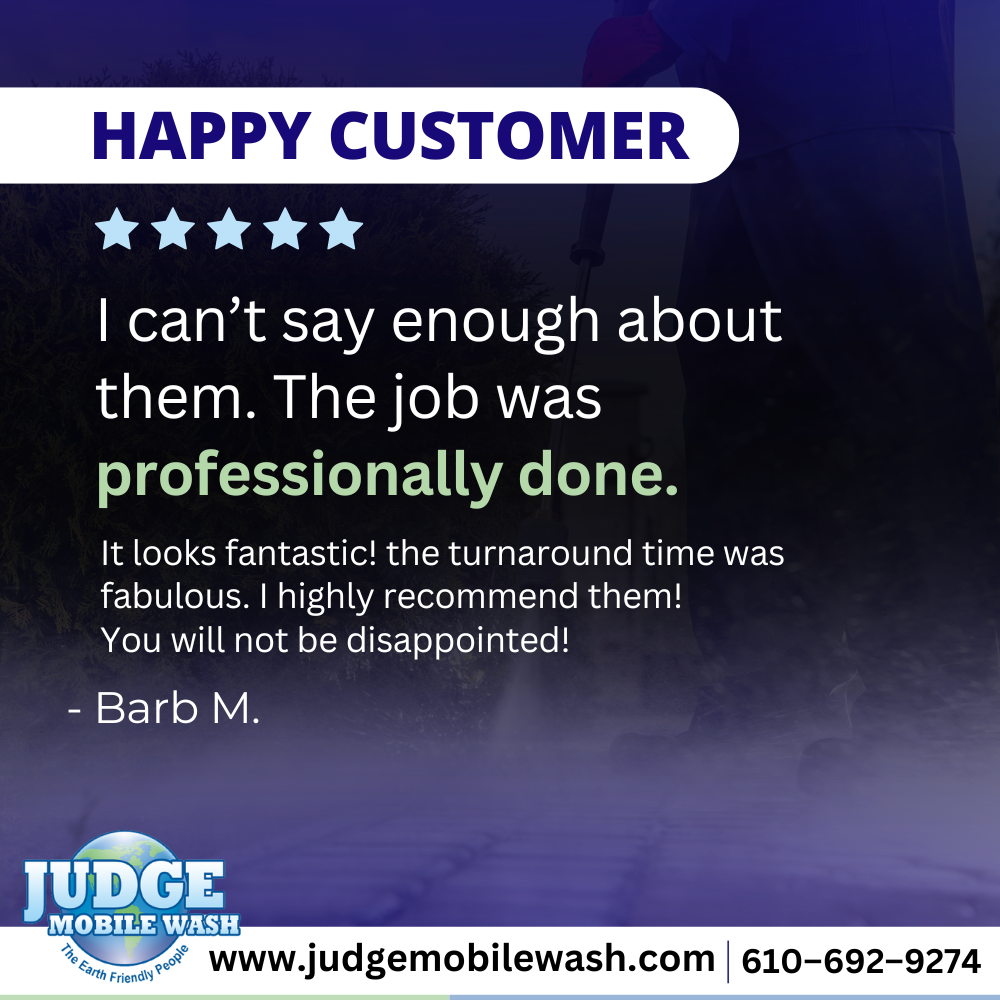 HAPPY CUSTOMER
I can’t say enough about
them. The job was
professionally done.
It looks fantastic! the turnaround time was
fabulous. I highly recommend them!
You will not be disappointed!
- Barb M.
JUDGE
MOBILE WASH
The Earth Friendly People
www.judgemobilewash.com
610-692-9274